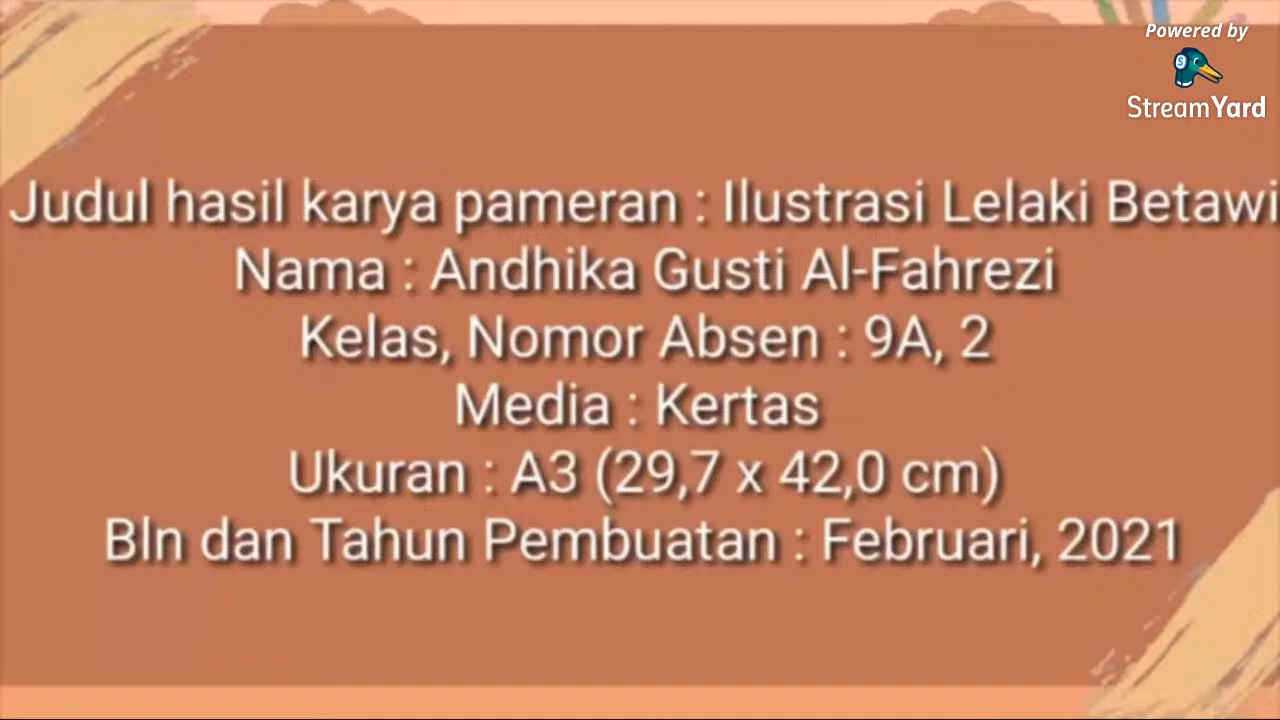 Powered by
StreamYard
Judul hasil karya pameran : Ilustrasi Lelaki Betawi
Nama : Andhika Gusti Al-Fahrezi
Kelas, Nomor Absen : 9A, 2
Media : Kertas
Ukuran : A3 (29,7 x 42,0 cm)
Bln dan Tahun Pembuatan : Februari, 2021